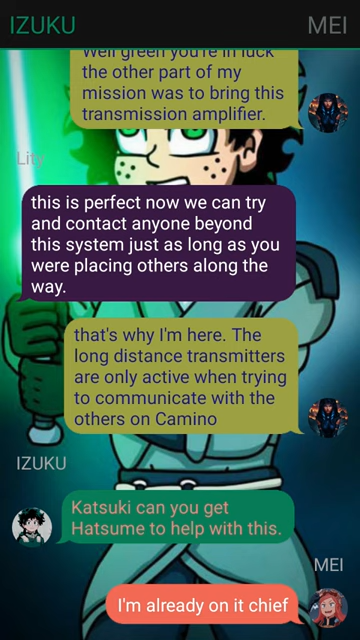 IZUKU MEI
Well green you're in luck
the other part of my
mission was to bring this
transmission amplifier.
Lity
this is perfect now we can try
and contact anyone beyond
this system just as long as you
were placing others along the
way.
that's why I'm here. The
long distance transmitters
are only active when trying
to communicate with the
others on Camino
IZUKU
Katsuki can you get
Hatsume to help with this.
MEI
I'm already on it chief